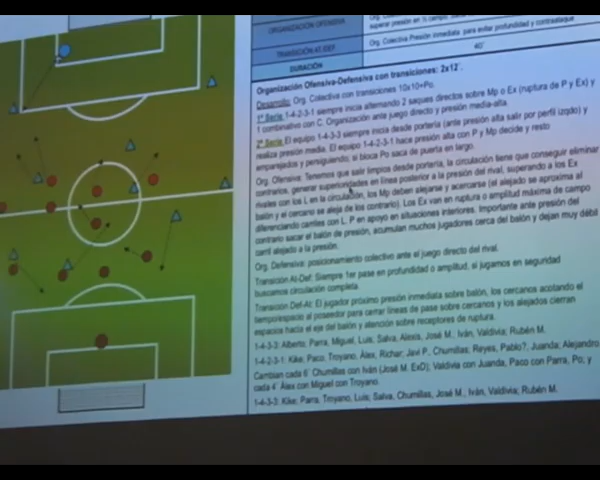 ORGANIZACIÓN OFENSIVA
Org.
superar presión en ½ campo.
TRANSICIÓN AT-DEF
Org. Colectiva Presión inmediata para evitar profundidad y contraataque
DURACIÓN
40´
Organización Ofensiva-Defensiva con transiciones: 2x12´.
Desarrollo: Org. Colectiva con transiciones 10x10+Po.
1ª Serie 1-4-2-3-1 siempre inicia alternando 2 saques directos sobre Mp o Ex (ruptura de P y Ex) y
1 combinativo con C. Organización ante juego directo y presión media-alta.
2ª Serie El equipo 1-4-3-3 siempre inicia desde portería (ante presión alta salir por perfil izqdo) y
realiza presión media. El equipo 1-4-2-3-1 hace presión alta con P y Mp decide y resto
emparejados y persiguiendo; si bloca Po saca de puerta en largo.
Org. Ofensiva: Tenemos que salir limpios desde portería, la circulación tiene que conseguir eliminar
contrarios, generar superioridades en línea posterior a la presión del rival, superando a los Ex
rivales con los L en la circulación, los Mp deben alejarse y acercarse (el alejado se aproxima al
balón y el cercano se aleja de los contrarios). Los Ex van en ruptura o amplitud máxima de campo
diferenciando carriles con L. P en apoyo en situaciones interiores. Importante ante presión del
contrario sacar el balón de presión, acumulan muchos jugadores cerca del balón y dejan muy débil
carril alejado a la presión.
Org. Defensiva: posicionamiento colectivo ante el juego directo del rival.
Transición At-Def: Siempre 1er pase en profundidad o amplitud, si jugamos en seguridad
buscamos circulación completa.
Transición Def-At: El jugador próximo presión inmediata sobre balón, los cercanos acotando el
tiempo/espacio al poseedor para cerrar líneas de pase sobre cercanos y los alejados cierran
espacios hacia el eje del balón y atención sobre receptores de ruptura.
1-4-3-3: Alberto, Parra, Miguel, Luis, Salva, Alexis, José M., Iván, Valdivia; Rubén M.
1-4-2-3-1: Kike, Paco, Troyano, Álex; Richar; Javi P., Chumillas; Reyes, Pablo?, Juanda; Alejandro
Cambian cada 6´ Chumillas con Iván (José M. ExD); Valdivia con Juanda, Paco con Parra, Po; y
cada 4´ Álex con Miguel con Troyano.
1-4-3-3: Kike; Parra, Troyano, Luis; Salva, Chumillas, José M., Iván, Valdivia; Rubén M.